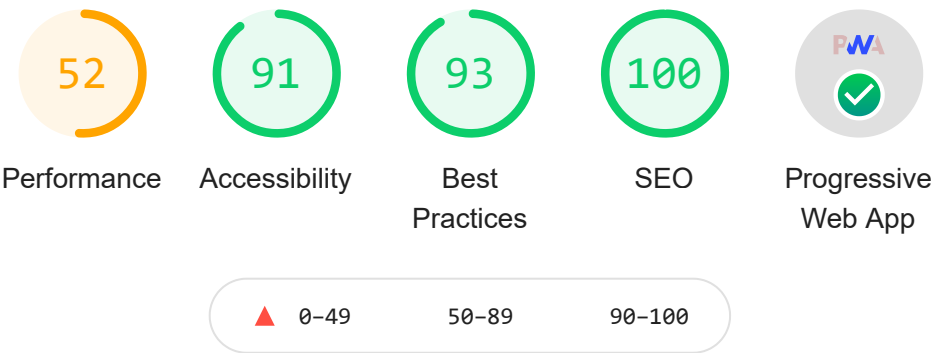 52 91 93 100 PWA
Performance Accessibility Best SEO Progressive
Practices Web App
0–49 50–89 90–100